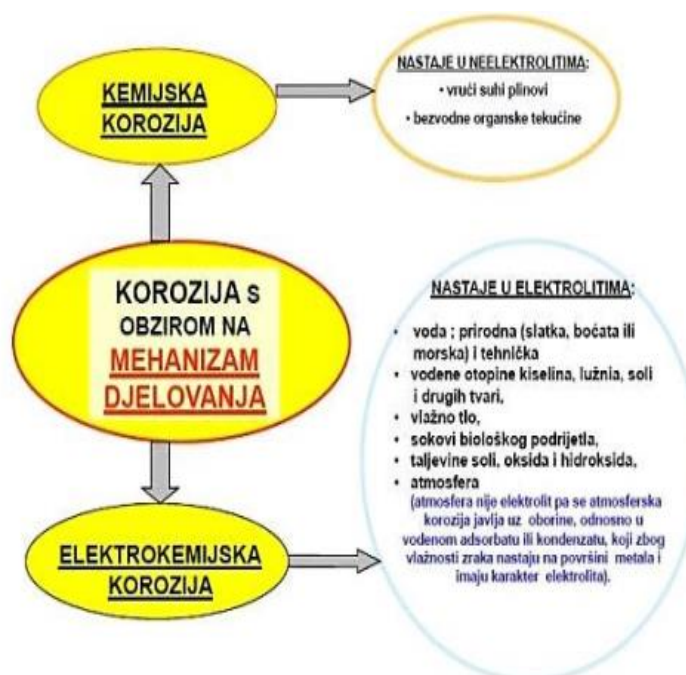 KEMIJSKA
KOROZIJA
NASTAJE U NEELEKTROLITIMA:
• vrući suhi plinovi
• bezvodne organske tekućine
KOROZIJA s
OBZIROM NA
MEHANIZAM
DJELOVANJA
ELEKTROKEMIJSKA
KOROZIJA
NASTAJE U ELEKTROLITIMA:
• voda ; prirodna (slatka, boćata ili
morska) i tehnička
• vodene otopine kiselina, lužnia, soli
i drugih tvari,
• vlažno tlo,
• sokovi biološkog podrijetla,
• taljevine soli, oksida i hidroksida,
• atmosfera
(atmosfera nije elektrolit pa se atmosferska
korozija javlja uz oborine, odnosno u
vodenom adsorbatu ili kondenzatu, koji zbog
vlažnosti zraka nastaju na površini metala i
imaju karakter elektrolita).